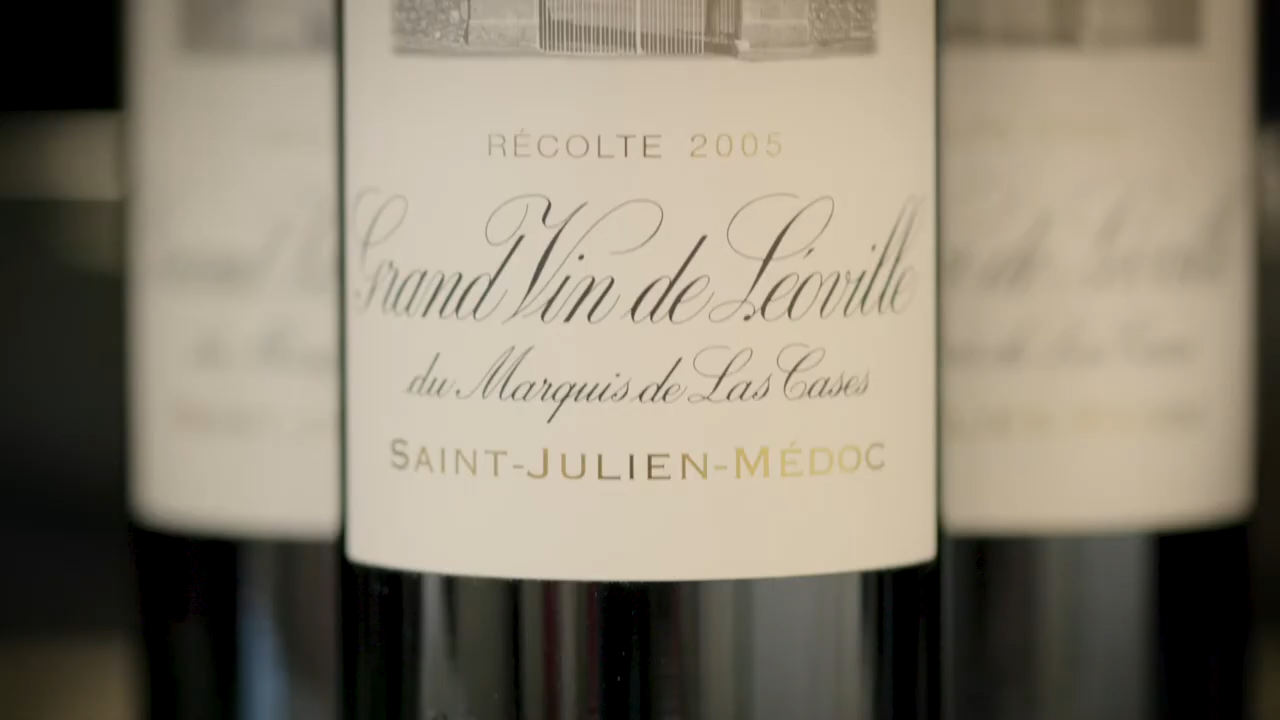 RÉCOLTE 2005
Grand Vin de Léoville
du Marquis de Las Cases
SAINT-JULIEN-MÉDOC